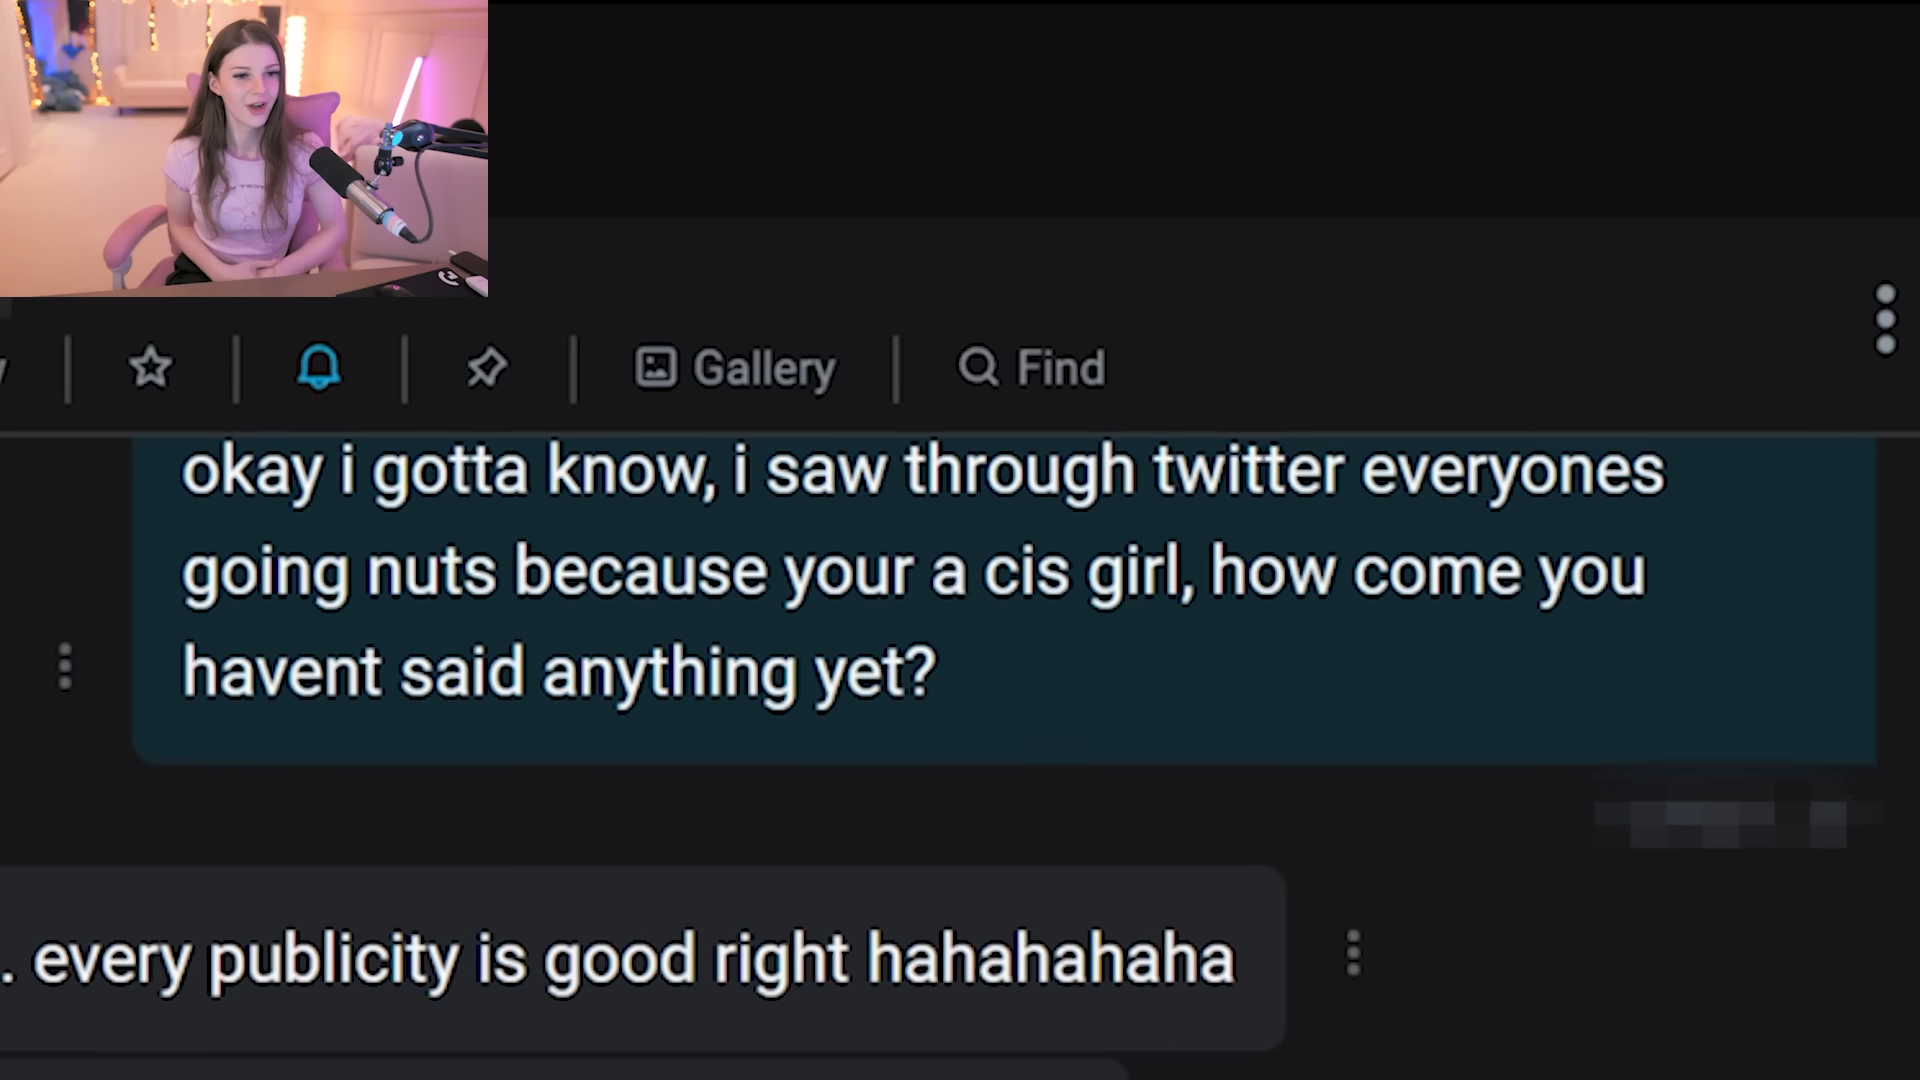 Gallery
Find
okay i gotta know, i saw through twitter everyones
going nuts because your a cis girl, how come you
havent said anything yet?
. every publicity is good right hahahahaha